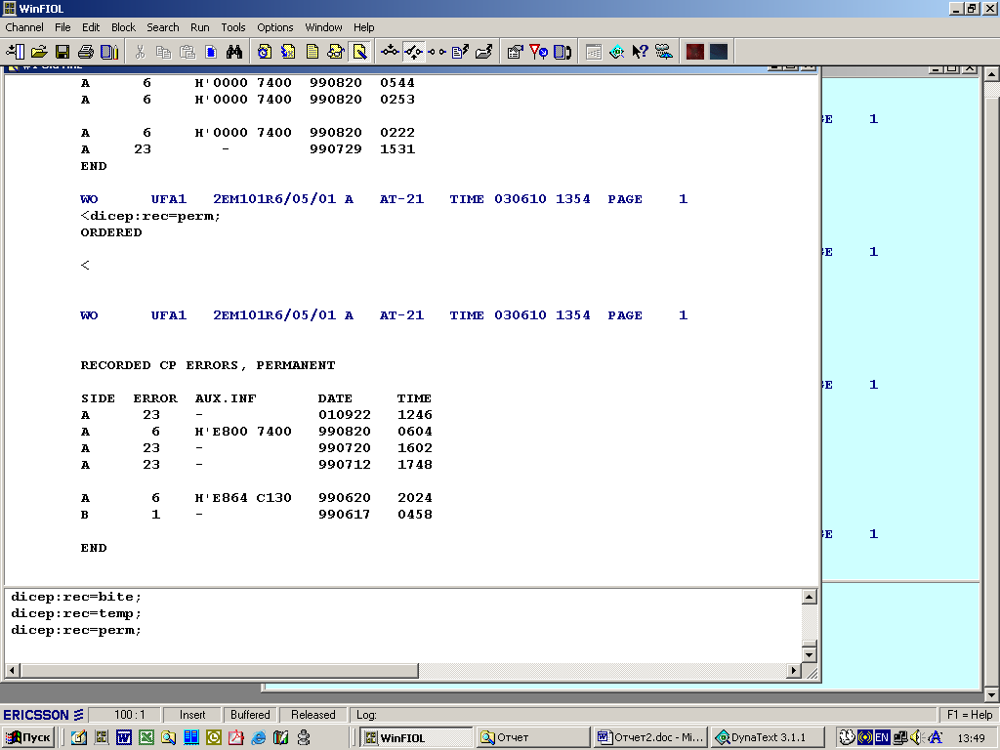 WinFIOL
Channel File Edit Block Search Run Tools Options Window Help
A 6 H'0000 7400 990820 0544
A 6 H'0000 7400 990820 0253
A 6 H'0000 7400 990820 0222
A 23 - 990729 1531
END
WO UFA1 2EM101R6/05/01 A AT-21 TIME 030610 1354 PAGE 1
<dicep:rec=perm;
ORDERED
<
WO UFA1 2EM101R6/05/01 A AT-21 TIME 030610 1354 PAGE 1
RECORDED CP ERRORS, PERMANENT
SIDE ERROR AUX.INF DATE TIME
A 23 - 010922 1246
A 6 H'E800 7400 990820 0604
A 23 - 990720 1602
A 23 - 990712 1748
A 6 H'E864 C130 990620 2024
B 1 - 990617 0458
END
GE 1
GE 1
GE 1
GE 1
dicep:rec=bite;
dicep:rec=temp;
dicep:rec=perm;
ERICSSON 100 : 1 Insert Buffered Released Log: F1 = Help
Пуск WinFIOL Отчет Отчет2.doc - Mi... DynaText 3.1.1 EN 13:49